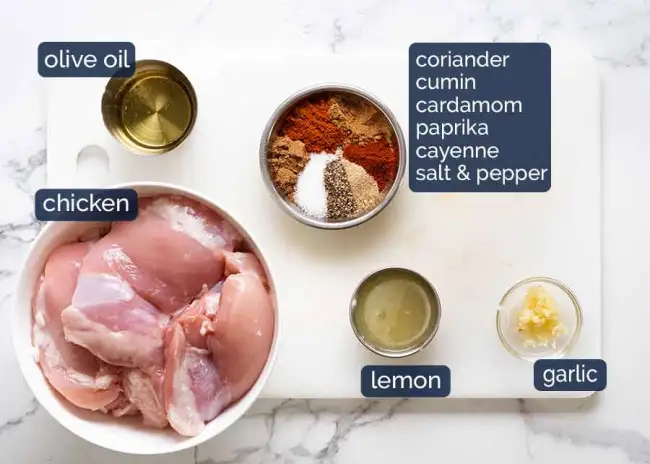 olive oil
coriander
cumin
cardamom
paprika
cayenne
salt & pepper
chicken
lemon
garlic